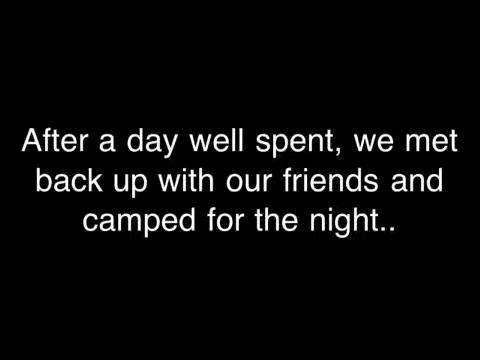 After a day well spent, we met
back up with our friends and
camped for the night..